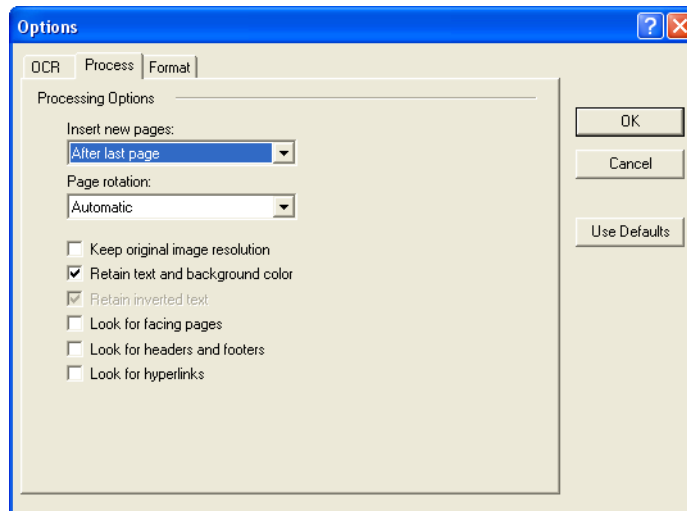 Options
OCR Process Format
Processing Options
Insert new pages:
After last page
Page rotation:
Automatic
Keep original image resolution
Retain text and background color
Retain inverted text
Look for facing pages
Look for headers and footers
Look for hyperlinks
OK
Cancel
Use Defaults